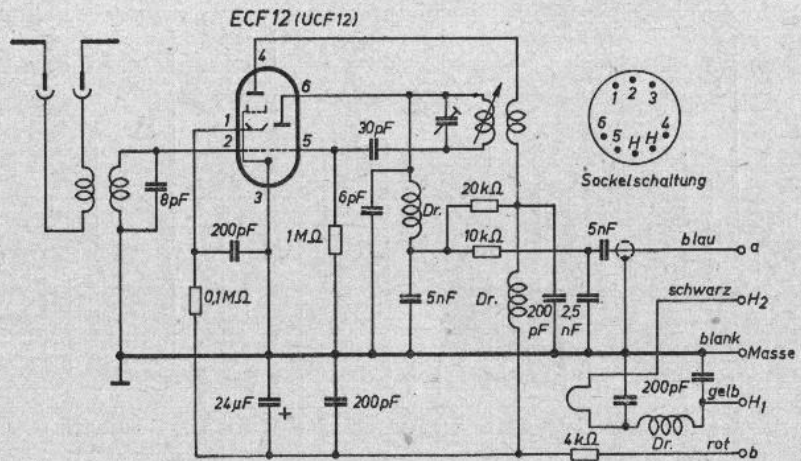 ECF12 (UCF12)
4
6
1
2
5
3
30pF
8pF
6pF
Dr.
20kΩ
10kΩ
5nF
200pF
1MΩ
0,1MΩ
5nF
Dr.
200 pF
2,5 nF
24µF
+
200pF
200pF
Dr.
4kΩ
1 2 3
6 5 H H 4
Sockelschaltung
blau a
schwarz H2
blank Masse
gelb H1
rot b